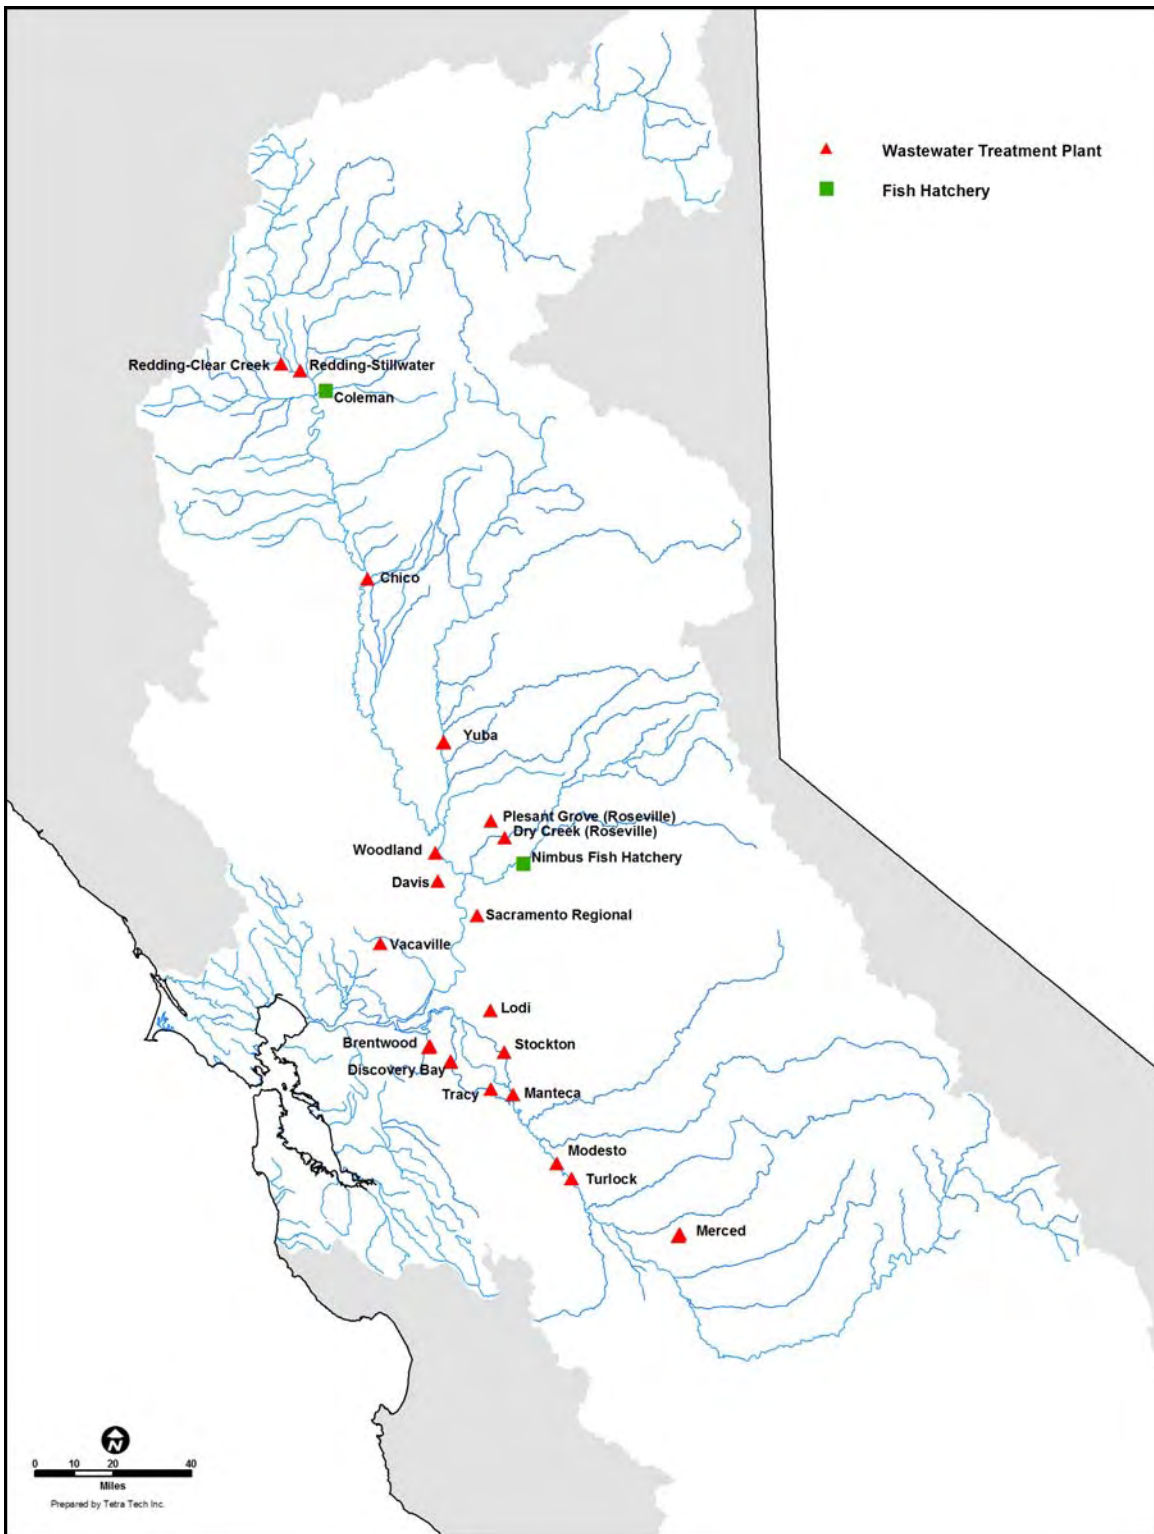 Wastewater Treatment Plant
Fish Hatchery
Redding-Clear Creek
Redding-Stillwater
Coleman
Chico
Yuba
Plesant Grove (Roseville)
Dry Creek (Roseville)
Woodland
Nimbus Fish Hatchery
Davis
Sacramento Regional
Vacaville
Lodi
Brentwood
Stockton
Discovery Bay
Tracy
Manteca
Modesto
Turlock
Merced
N
0 10 20 40
Miles
Prepared by Tetra Tech Inc.